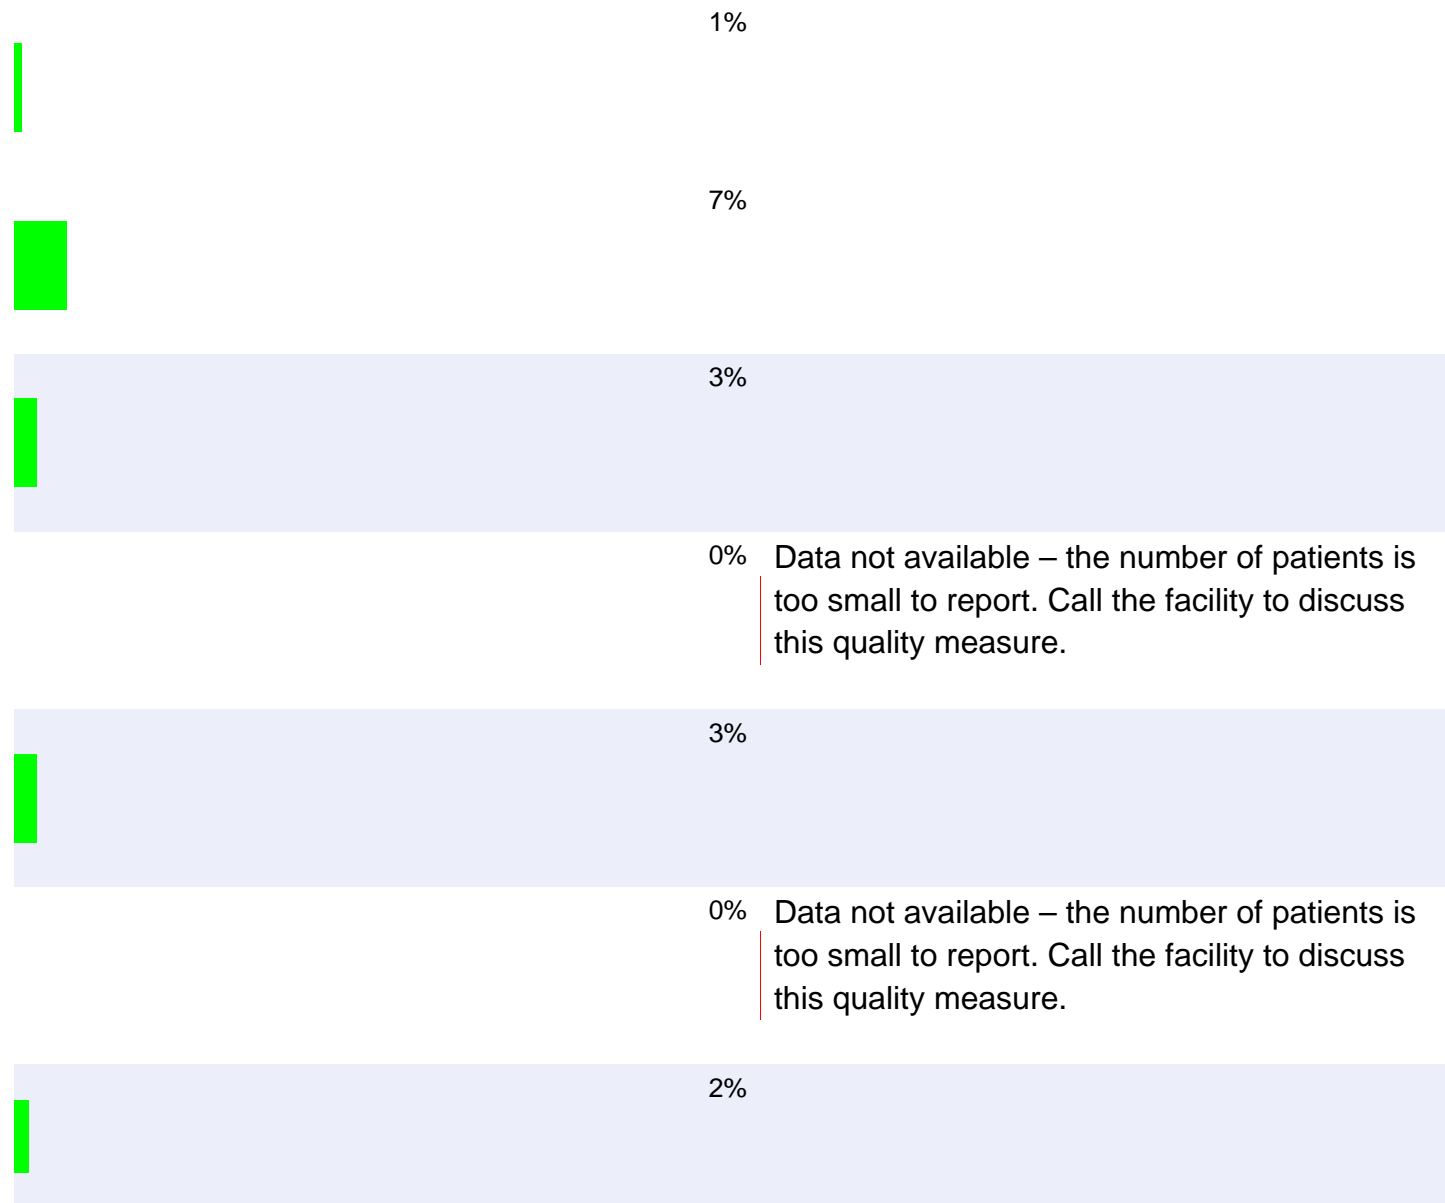 1%
7%
3%
0%
Data not available – the number of patients is
too small to report. Call the facility to discuss
this quality measure.
3%
0%
Data not available – the number of patients is
too small to report. Call the facility to discuss
this quality measure.
2%